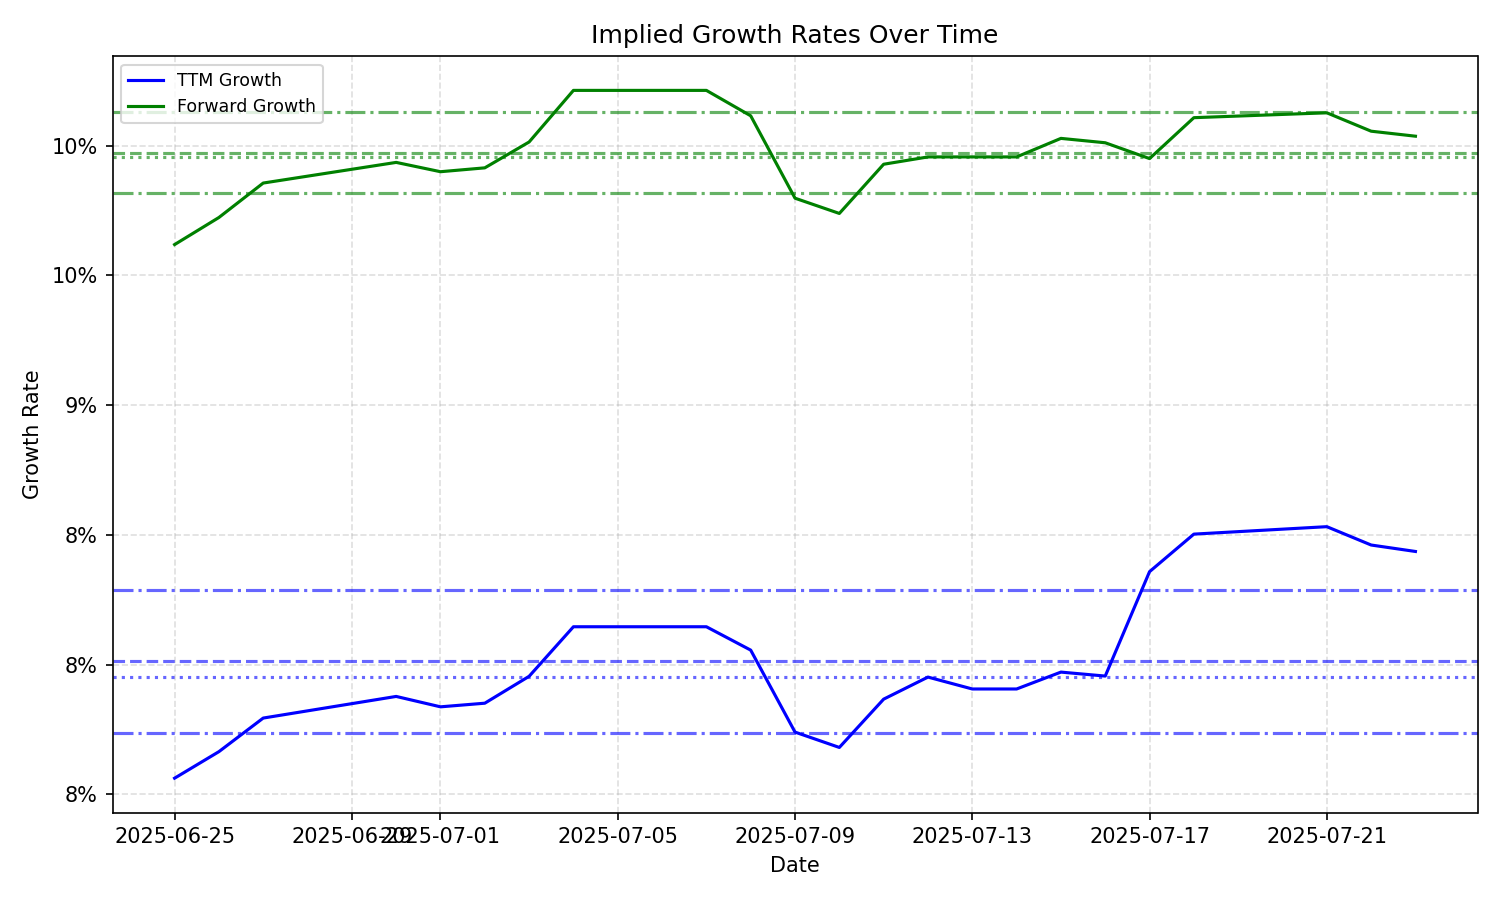 Implied Growth Rates Over Time
TTM Growth
Forward Growth
10%
10%
9%
8%
8%
8%
Growth Rate
2025-06-25
2025-06-29
2025-07-01
2025-07-05
2025-07-09
2025-07-13
2025-07-17
2025-07-21
Date